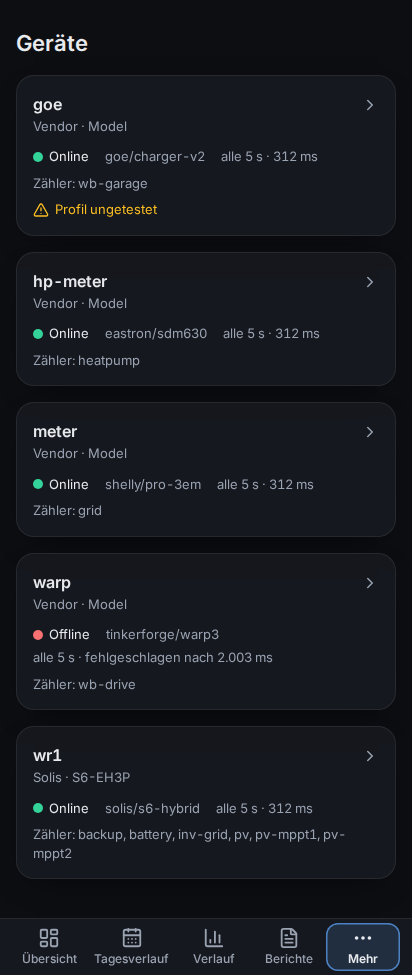 Geräte
goe
Vendor · Model
Online goe/charger-v2 alle 5 s · 312 ms
Zähler: wb-garage
Profil ungetestet
hp-meter
Vendor · Model
Online eastron/sdm630 alle 5 s · 312 ms
Zähler: heatpump
meter
Vendor · Model
Online shelly/pro-3em alle 5 s · 312 ms
Zähler: grid
warp
Vendor · Model
Offline tinkerforge/warp3
alle 5 s · fehlgeschlagen nach 2.003 ms
Zähler: wb-drive
wr1
Solis · S6-EH3P
Online solis/s6-hybrid alle 5 s · 312 ms
Zähler: backup, battery, inv-grid, pv, pv-mppt1, pv-
mppt2
Übersicht Tagesverlauf Verlauf Berichte Mehr